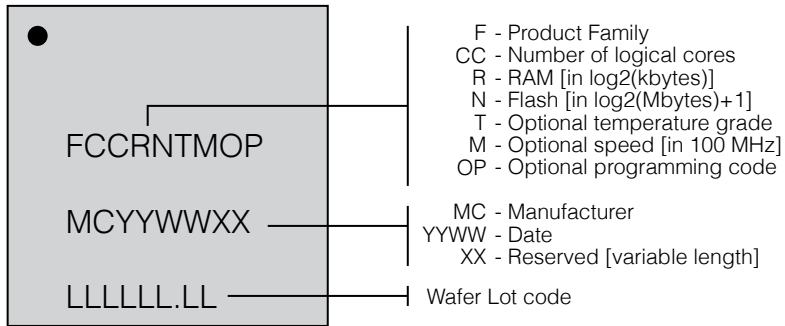 FCCRNTMOP
MCYYWWXX
LLLLLL.LL
F - Product Family
CC - Number of logical cores
R - RAM [in log2(kbytes)]
N - Flash [in log2(Mbytes)+1]
T - Optional temperature grade
M - Optional speed [in 100 MHz]
OP - Optional programming code
MC - Manufacturer
YYWW - Date
XX - Reserved [variable length]
Wafer Lot code